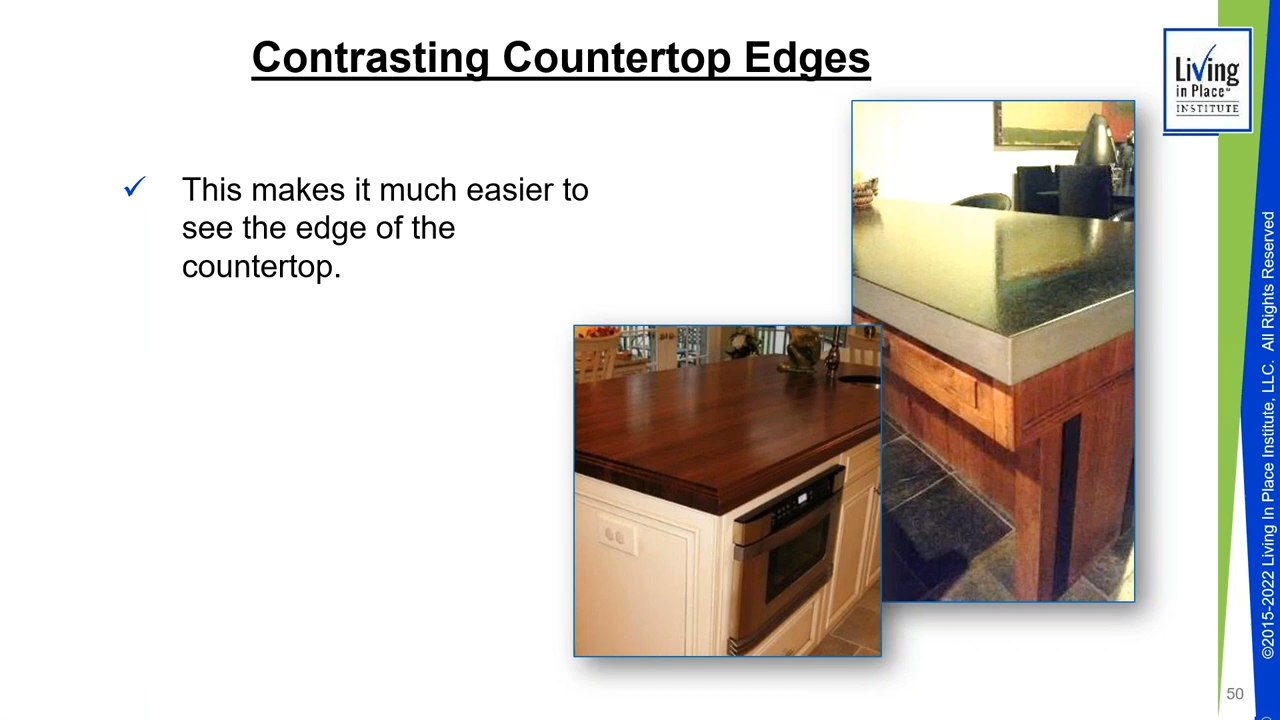 Contrasting Countertop Edges
Living
in Place℠
INSTITUTE
✓ This makes it much easier to
see the edge of the
countertop.
©2015-2022 Living In Place Institute, LLC.  All Rights Reserved
50